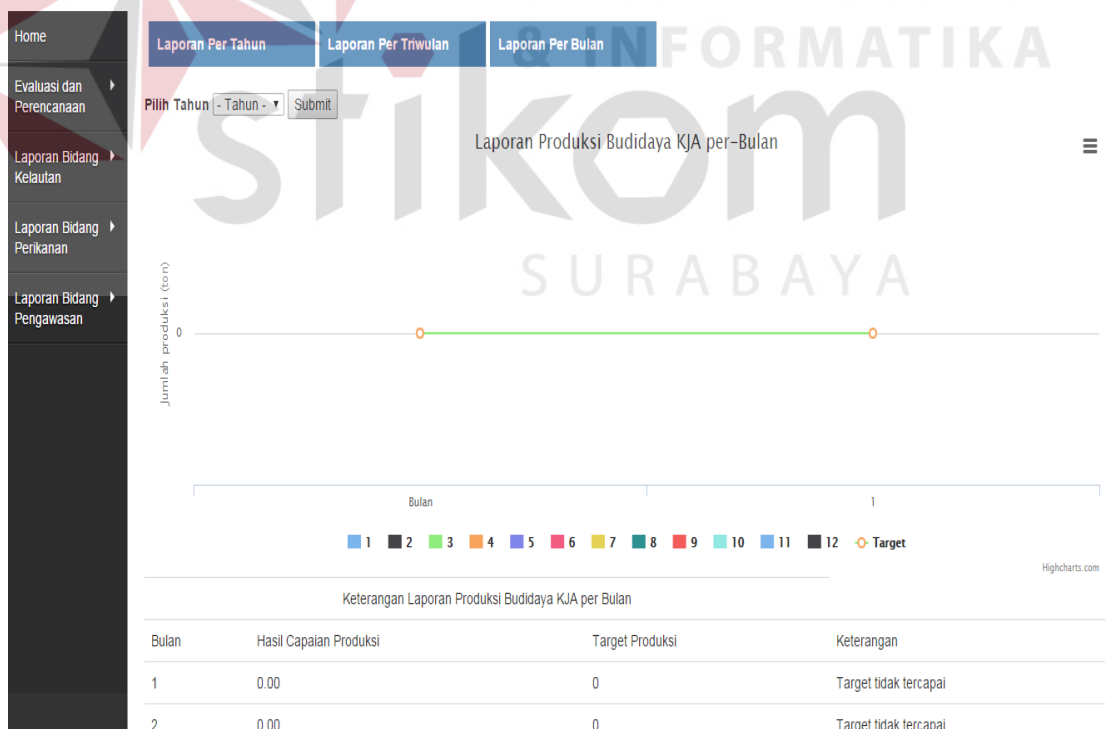 & INFORMATIKA
stikom
SURABAYA
Home
Evaluasi dan
Perencanaan
Laporan Bidang
Kelautan
Laporan Bidang
Perikanan
Laporan Bidang
Pengawasan
Laporan Per Tahun
Laporan Per Triwulan
Laporan Per Bulan
Pilih Tahun - Tahun - Submit
Laporan Produksi Budidaya KJA per-Bulan
Jumlah produksi (ton)
0
Bulan 1
1 2 3 4 5 6 7 8 9 10 11 12 Target
Highcharts.com
Keterangan Laporan Produksi Budidaya KJA per Bulan
Bulan Hasil Capaian Produksi Target Produksi Keterangan
1 0.00 0 Target tidak tercapai
2 0.00 0 Target tidak tercapai